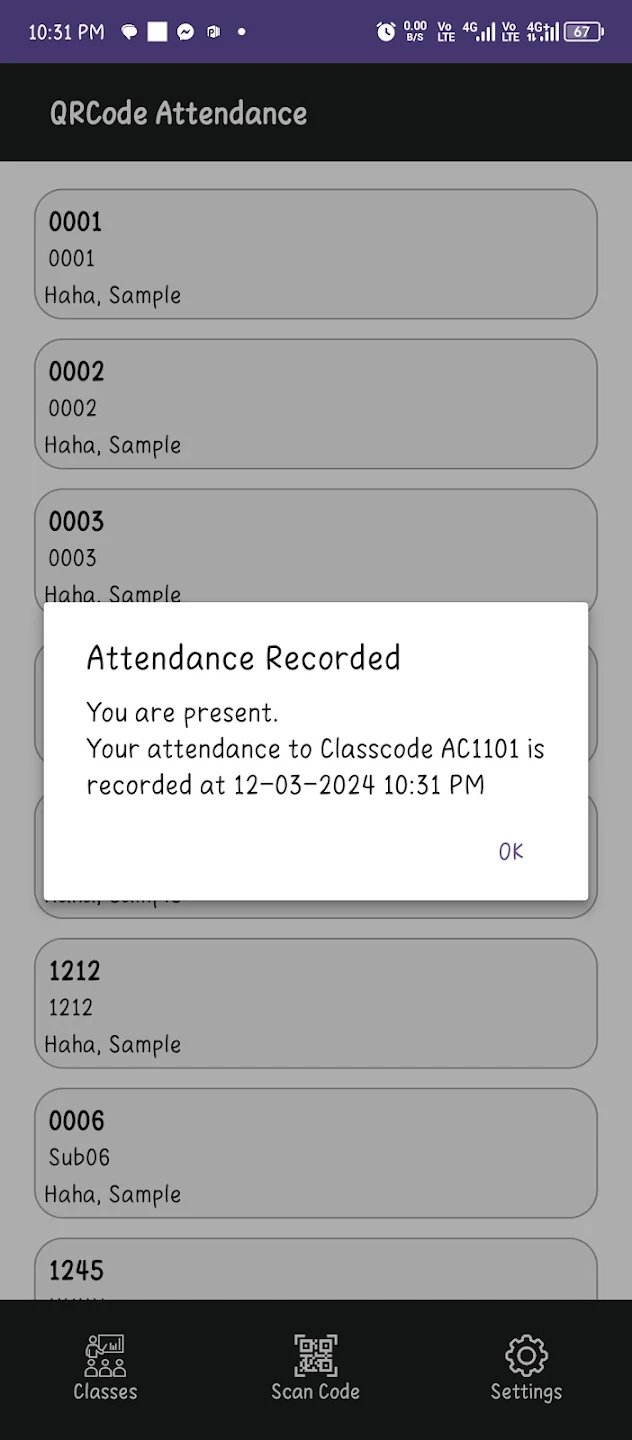 10:31 PM
0.00 B/S
Vo LTE 4G Vo LTE 4G+ 67
QRCode Attendance
0001
0001
Haha, Sample
0002
0002
Haha, Sample
0003
0003
Haha, Sample
Attendance Recorded
You are present.
Your attendance to Classcode AC1101 is
recorded at 12-03-2024 10:31 PM
OK
1212
1212
Haha, Sample
0006
Sub06
Haha, Sample
1245
Classes
Scan Code
Settings